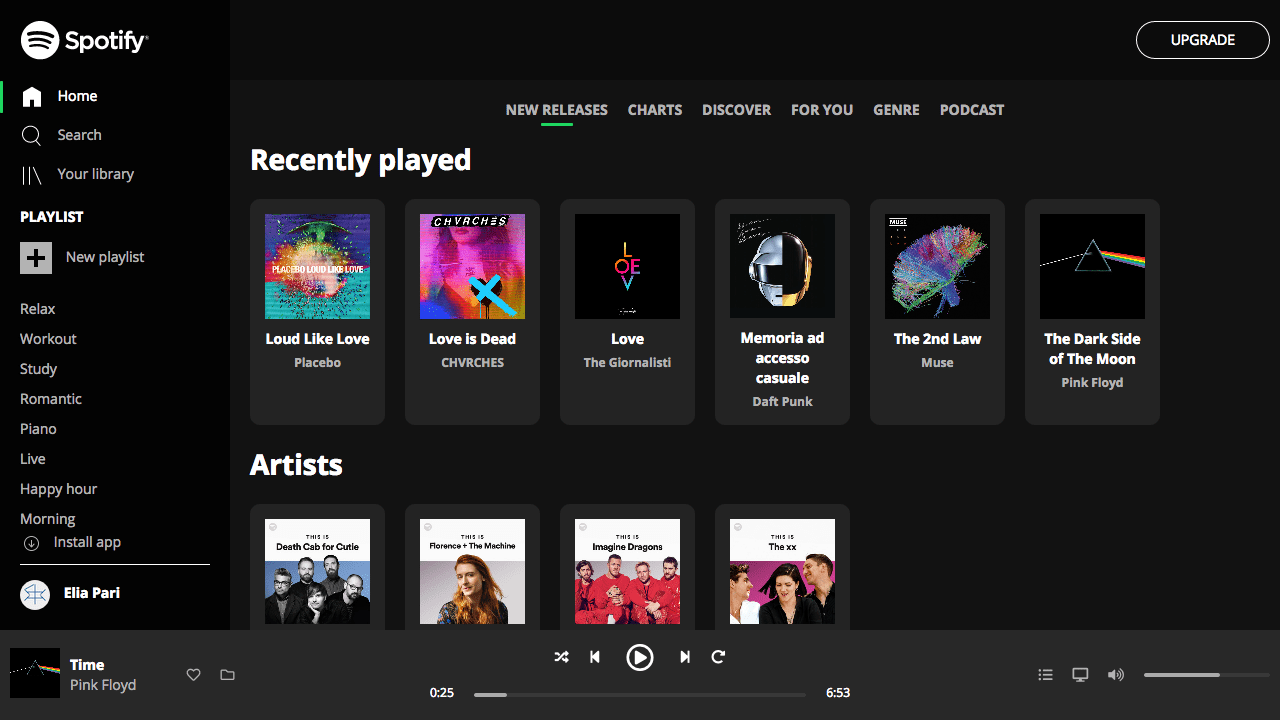 Spotify
UPGRADE
Home
Search
Your library
PLAYLIST
New playlist
Relax
Workout
Study
Romantic
Piano
Live
Happy hour
Morning
Install app
Elia Pari
NEW RELEASES CHARTS DISCOVER FOR YOU GENRE PODCAST
Recently played
PLACEBO LOUD LIKE LOVE
Loud Like Love
Placebo
CHVRCHES
Love is Dead
CHVRCHES
L
OE
V
Love
The Giornalisti
Memoria ad
accesso
casuale
Daft Punk
MUSE
The 2nd Law
Muse
The Dark Side
of The Moon
Pink Floyd
Artists
THIS IS
Death Cab for Cutie
THIS IS
Florence + The Machine
THIS IS
Imagine Dragons
THIS IS
The xx
Time
Pink Floyd
0:25
6:53